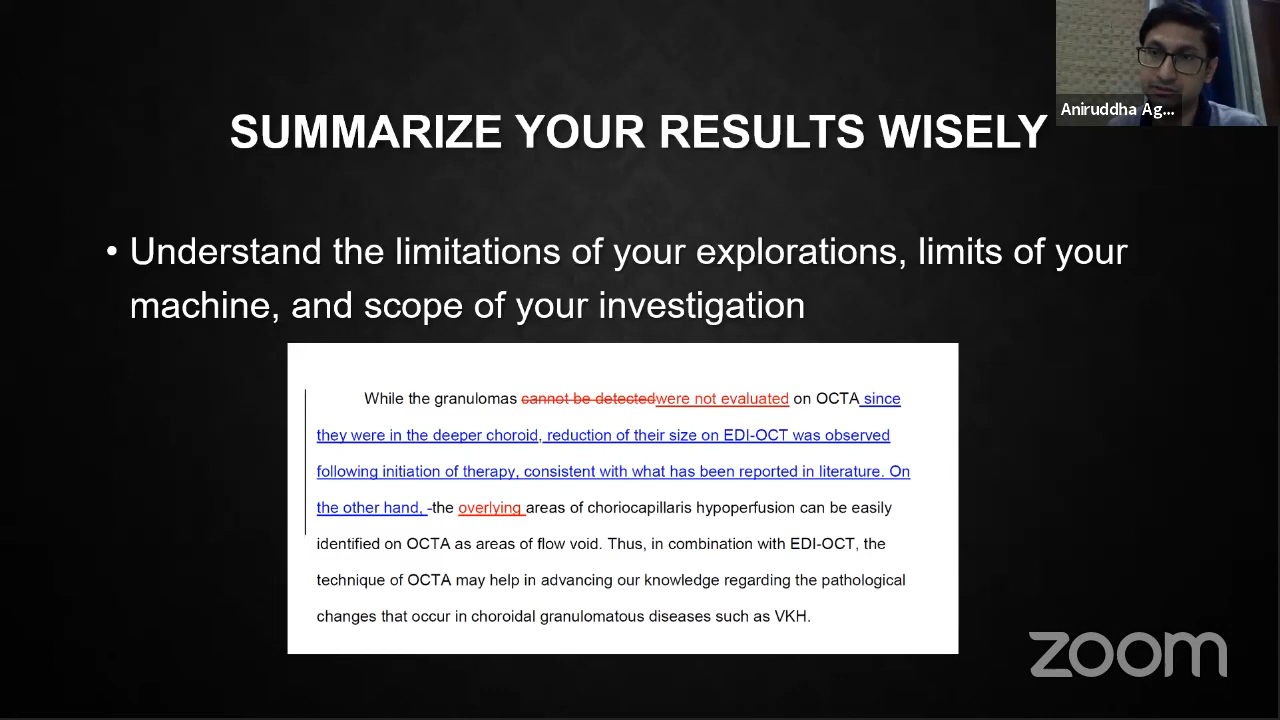 Aniruddha Ag...
SUMMARIZE YOUR RESULTS WISELY
• Understand the limitations of your explorations, limits of your
machine, and scope of your investigation
While the granulomas cannot be detectedwere not evaluated on OCTA since
they were in the deeper choroid, reduction of their size on EDI-OCT was observed
following initiation of therapy, consistent with what has been reported in literature. On
the other hand, -the overlying areas of choriocapillaris hypoperfusion can be easily
identified on OCTA as areas of flow void. Thus, in combination with EDI-OCT, the
technique of OCTA may help in advancing our knowledge regarding the pathological
changes that occur in choroidal granulomatous diseases such as VKH.
zoom